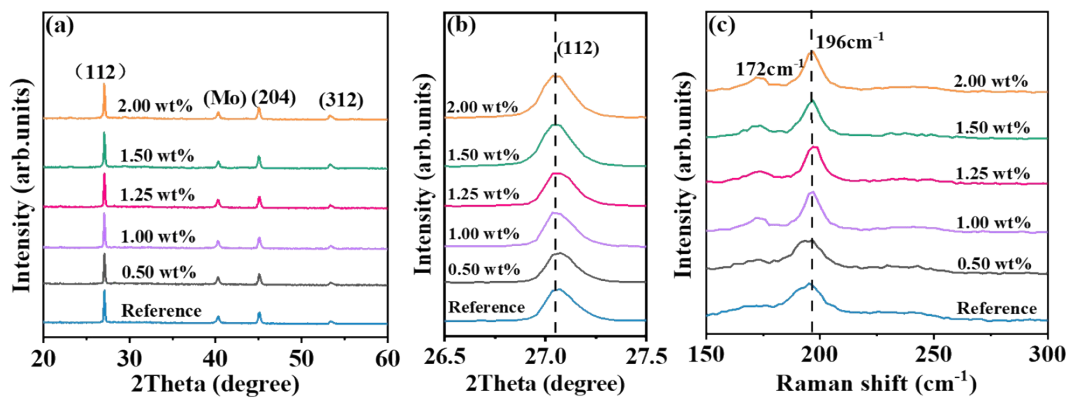 (a)
Intensity (arb.units)
（112）
(Mo)
(204)
(312)
2.00 wt%
1.50 wt%
1.25 wt%
1.00 wt%
0.50 wt%
Reference
20
30
40
50
60
2Theta (degree)
(b)
Intensity (arb.units)
(112)
2.00 wt%
1.50 wt%
1.25 wt%
1.00 wt%
0.50 wt%
Reference
26.5
27.0
27.5
2Theta (degree)
(c)
Intensity (arb.units)
196cm⁻¹
172cm⁻¹
2.00 wt%
1.50 wt%
1.25 wt%
1.00 wt%
0.50 wt%
Reference
150
200
250
300
Raman shift (cm⁻¹)